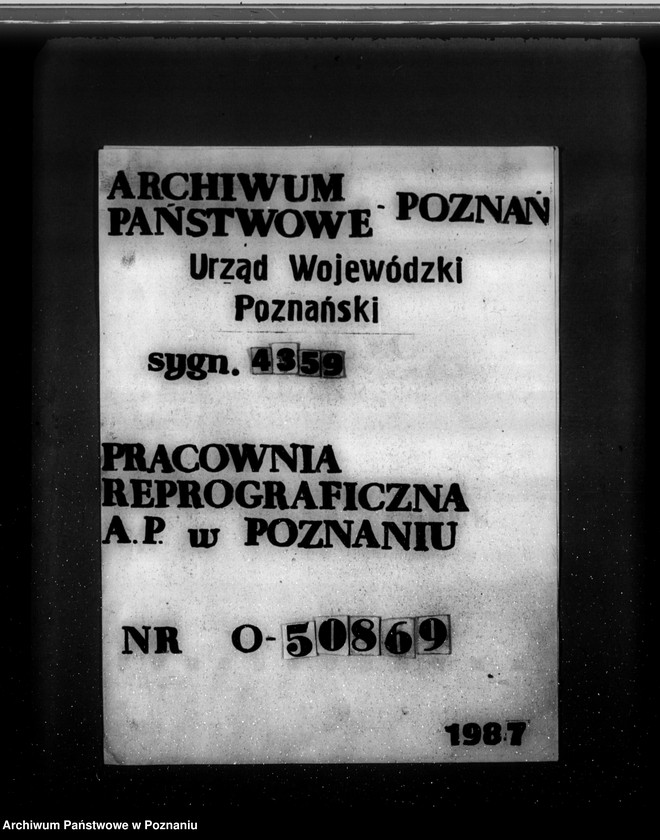 ARCHIWUM
PAŃSTWOWE - POZNAŃ
Urząd Wojewódzki
Poznański
sygn. 4359
PRACOWNIA
REPROGRAFICZNA
A.P. w POZNANIU
NR O-50869
1987
Archiwum Państwowe w Poznaniu